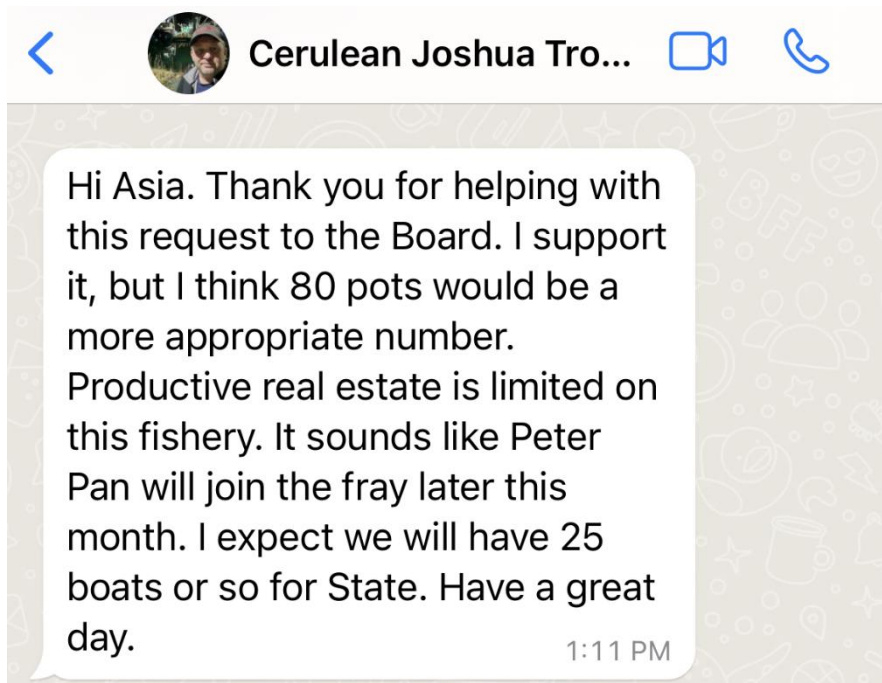 Cerulean Joshua Tro...
Hi Asia. Thank you for helping with
this request to the Board. I support
it, but I think 80 pots would be a
more appropriate number.
Productive real estate is limited on
this fishery. It sounds like Peter
Pan will join the fray later this
month. I expect we will have 25
boats or so for State. Have a great
day.
1:11 PM